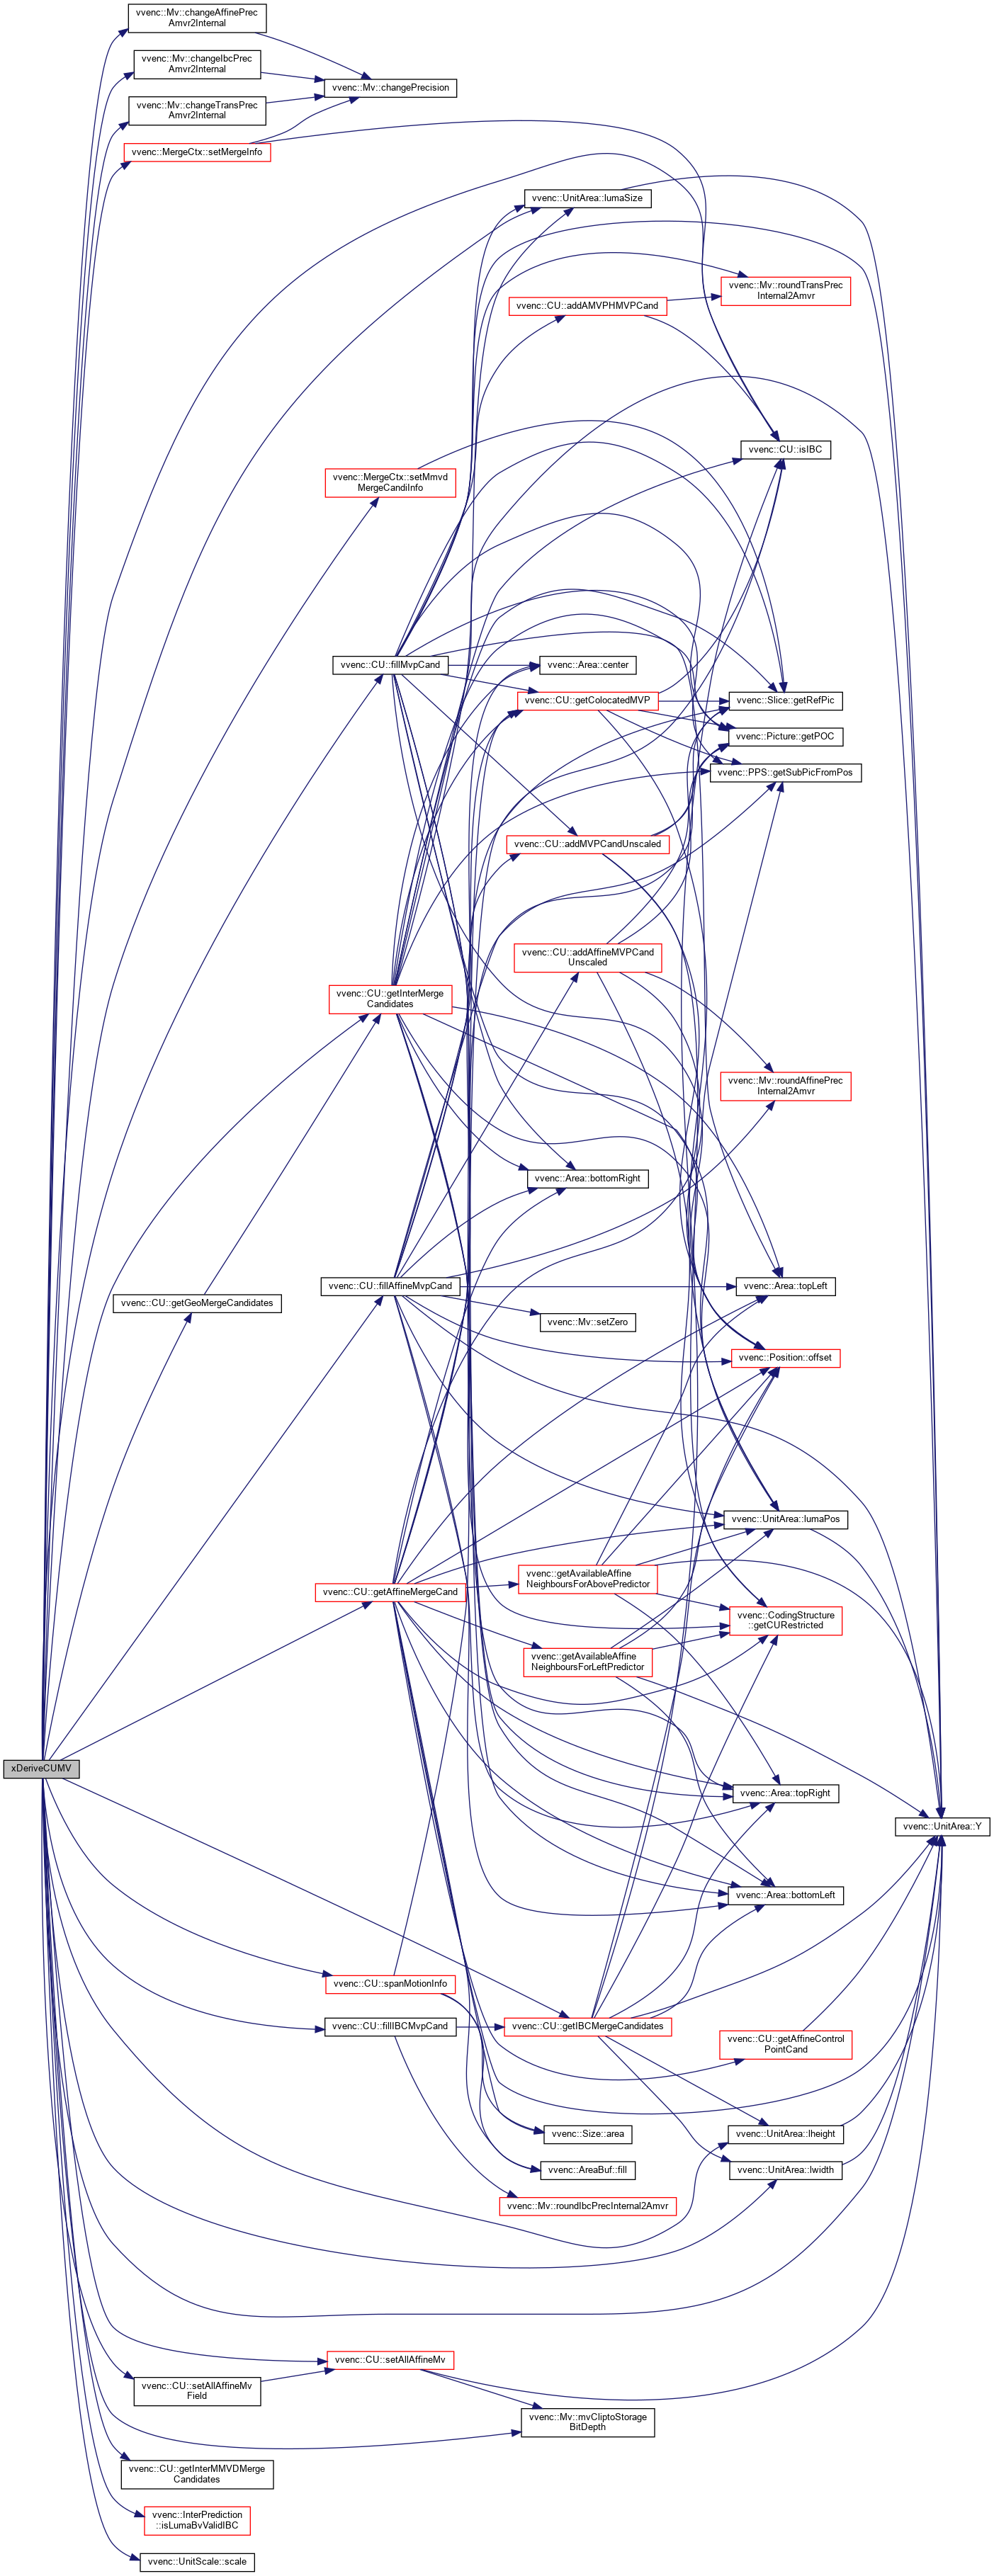 vvenc::Mv::changeAffinePrec
Amvr2Internal
vvenc::Mv::changeIbcPrec
Amvr2Internal
vvenc::Mv::changePrecision
vvenc::Mv::changeTransPrec
Amvr2Internal
vvenc::MergeCtx::setMergeInfo
vvenc::UnitArea::lumaSize
vvenc::Mv::roundTransPrec
Internal2Amvr
vvenc::CU::addAMVPHMVPCand
vvenc::CU::isIBC
vvenc::MergeCtx::setMmvd
MergeCandiInfo
vvenc::CU::fillMvpCand
vvenc::Area::center
vvenc::CU::getColocatedMVP
vvenc::Slice::getRefPic
vvenc::Picture::getPOC
vvenc::PPS::getSubPicFromPos
vvenc::CU::addMVPCandUnscaled
vvenc::CU::addAffineMVPCand
Unscaled
vvenc::CU::getInterMerge
Candidates
vvenc::Mv::roundAffinePrec
Internal2Amvr
vvenc::Area::bottomRight
vvenc::CU::fillAffineMvpCand
vvenc::Area::topLeft
vvenc::CU::getGeoMergeCandidates
vvenc::Mv::setZero
vvenc::Position::offset
vvenc::UnitArea::lumaPos
vvenc::getAvailableAffine
NeighboursForAbovePredictor
vvenc::CU::getAffineMergeCand
vvenc::CodingStructure
::getCURestricted
vvenc::getAvailableAffine
NeighboursForLeftPredictor
xDeriveCUMV
vvenc::Area::topRight
vvenc::UnitArea::Y
vvenc::Area::bottomLeft
vvenc::CU::spanMotionInfo
vvenc::CU::fillIBCMvpCand
vvenc::CU::getIBCMergeCandidates
vvenc::CU::getAffineControl
PointCand
vvenc::Size::area
vvenc::UnitArea::lheight
vvenc::AreaBuf::fill
vvenc::UnitArea::lwidth
vvenc::Mv::roundIbcPrecInternal2Amvr
vvenc::CU::setAllAffineMv
vvenc::CU::setAllAffineMv
Field
vvenc::Mv::mvCliptoStorage
BitDepth
vvenc::CU::getInterMMVDMerge
Candidates
vvenc::InterPrediction
::isLumaBvValidIBC
vvenc::UnitScale::scale